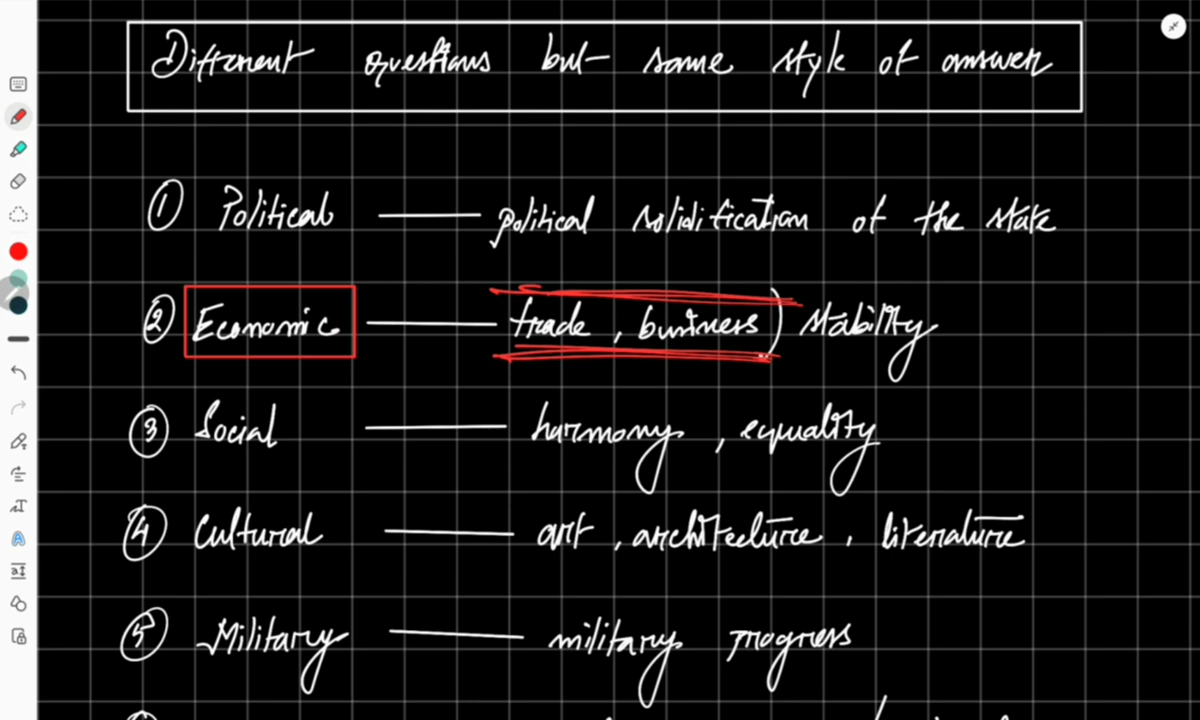 Different questions but same style of answer
① Political — political solidification of the state
② Economic — trade, business) stability
③ Social — harmony, equality
④ Cultural — art, architecture, literature
⑤ Military — military progress